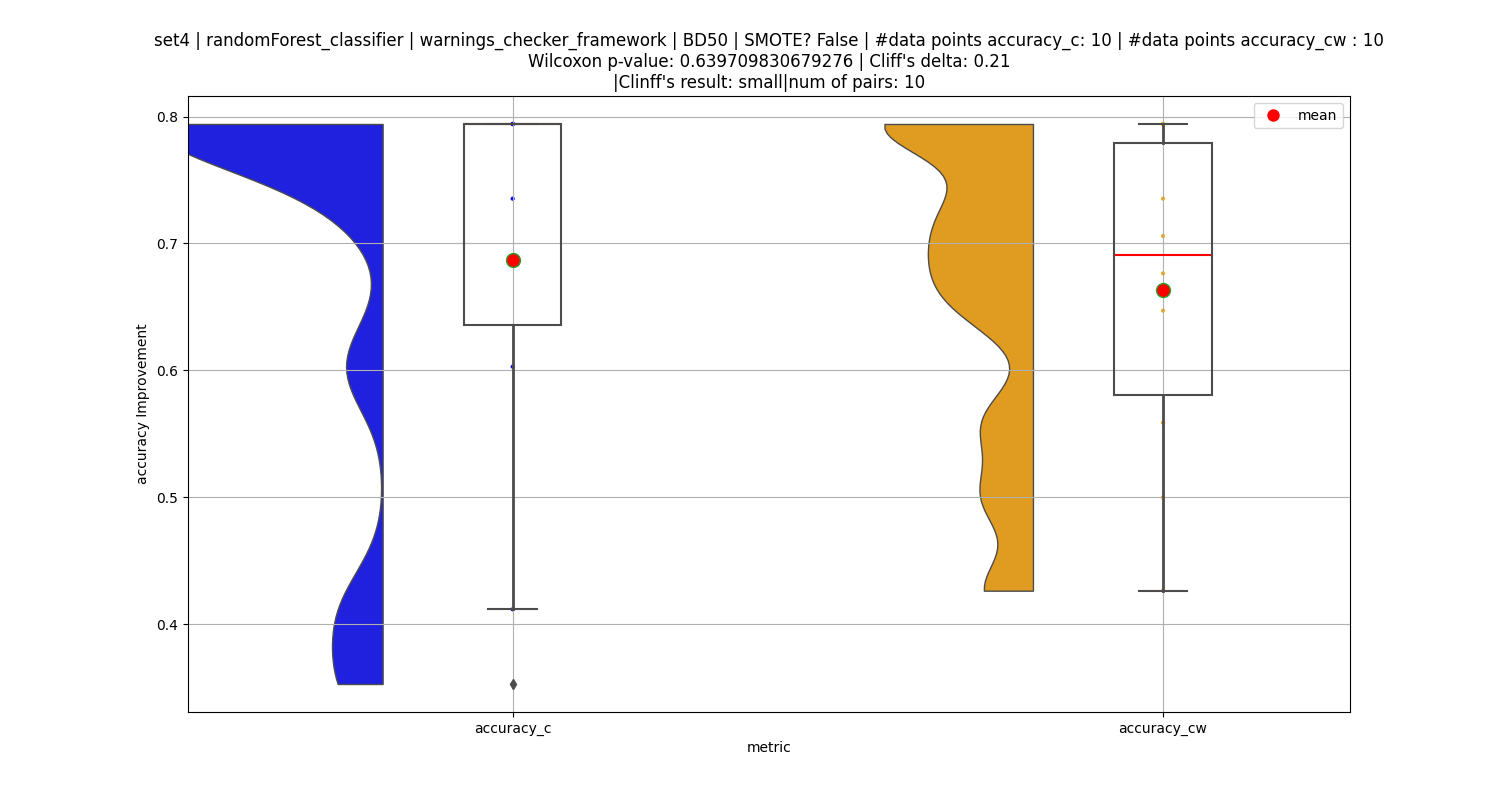 set4 | randomForest_classifier | warnings_checker_framework | BD50 | SMOTE? False | #data points accuracy_c: 10 | #data points accuracy_cw : 10
Wilcoxon p-value: 0.639709830679276 | Cliff's delta: 0.21
|Clinff's result: small|num of pairs: 10
mean
0.8
0.7
0.6
0.5
0.4
accuracy Improvement
accuracy_c
accuracy_cw
metric